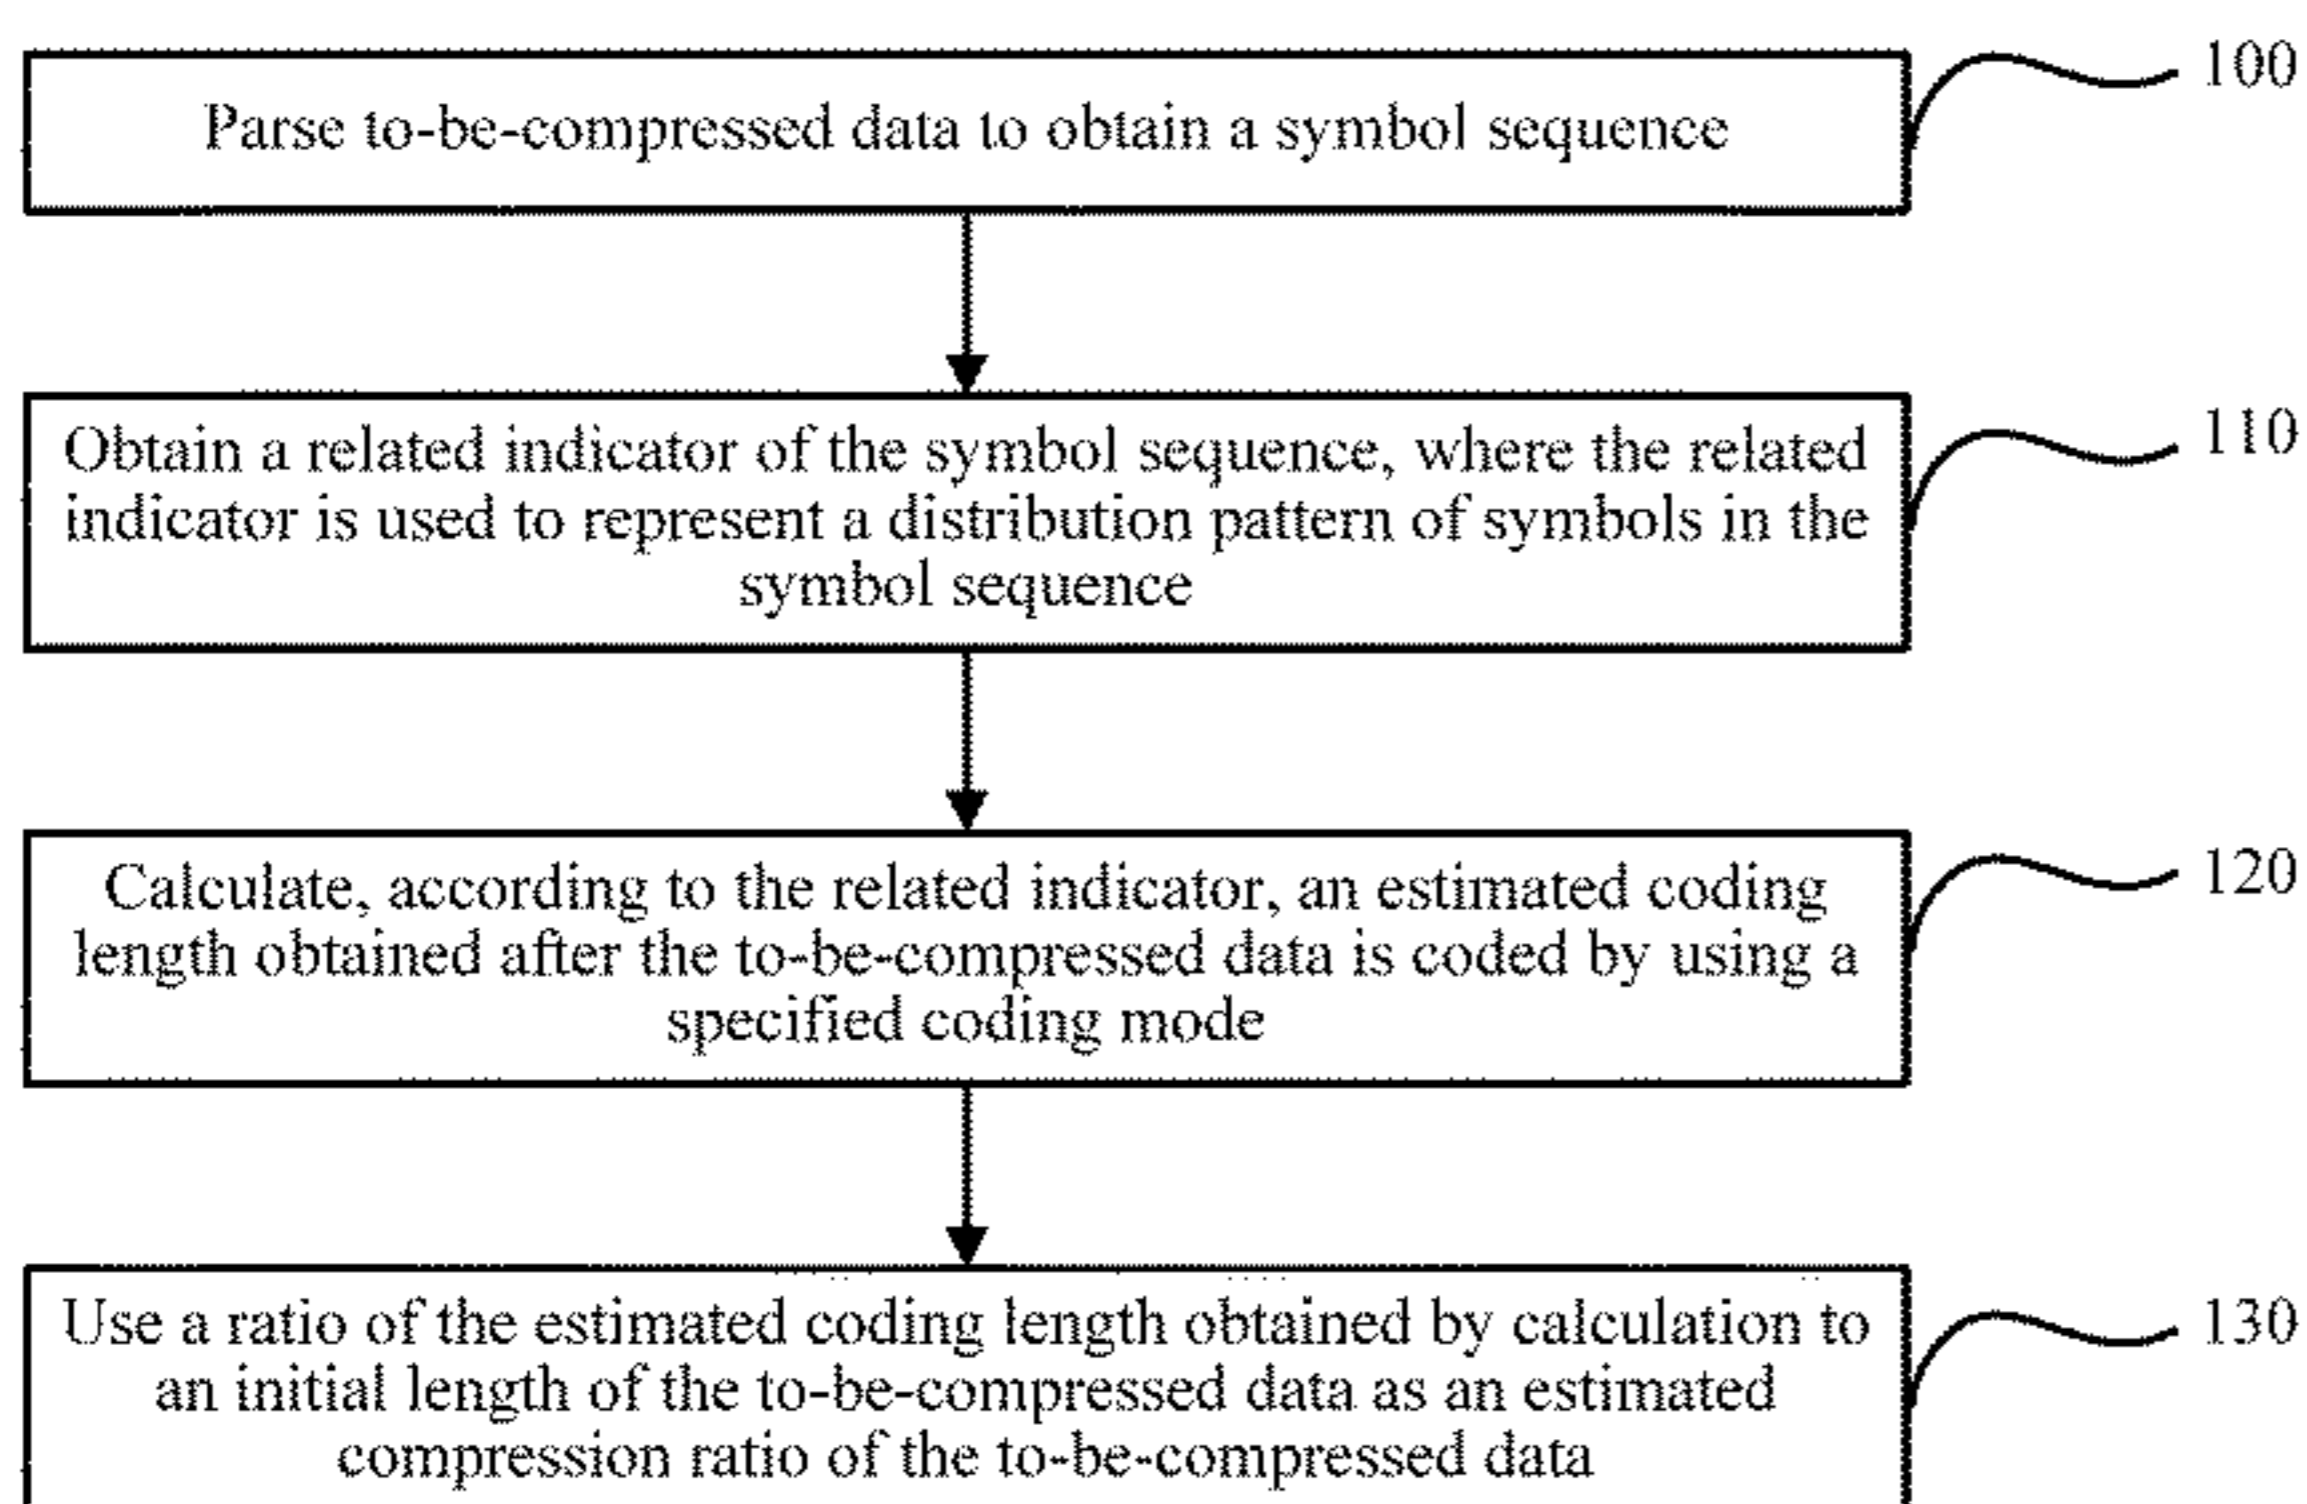 100
Parse to-be-compressed data to obtain a symbol sequence
110
Obtain a related indicator of the symbol sequence, where the related
indicator is used to represent a distribution pattern of symbols in the
symbol sequence
120
Calculate, according to the related indicator, an estimated coding
length obtained after the to-be-compressed data is coded by using a
specified coding mode
130
Use a ratio of the estimated coding length obtained by calculation to
an initial length of the to-be-compressed data as an estimated
compression ratio of the to-be-compressed data